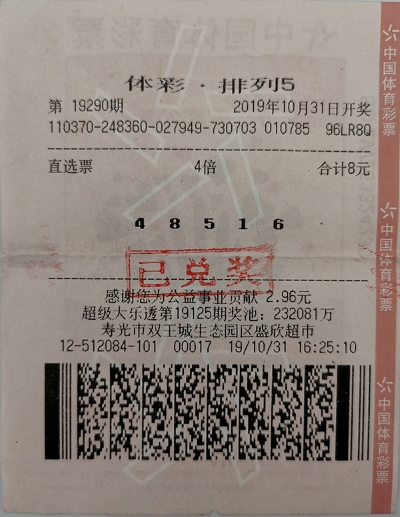 体彩·排列5
第 19290期 2019年10月31日开奖
110370-248360-027949-730703 010785 96LR8Q
直选票 4倍 合计8元
4 8 5 1 6
已兑奖
感谢您为公益事业贡献 2.96元
超级大乐透第19125期奖池：232081万
寿光市双王城生态园区盛欣超市
12-512084-101 00017 19/10/31 16:25:10
中国体育彩票
中国体育彩票
中国体育彩票
中国体育彩票